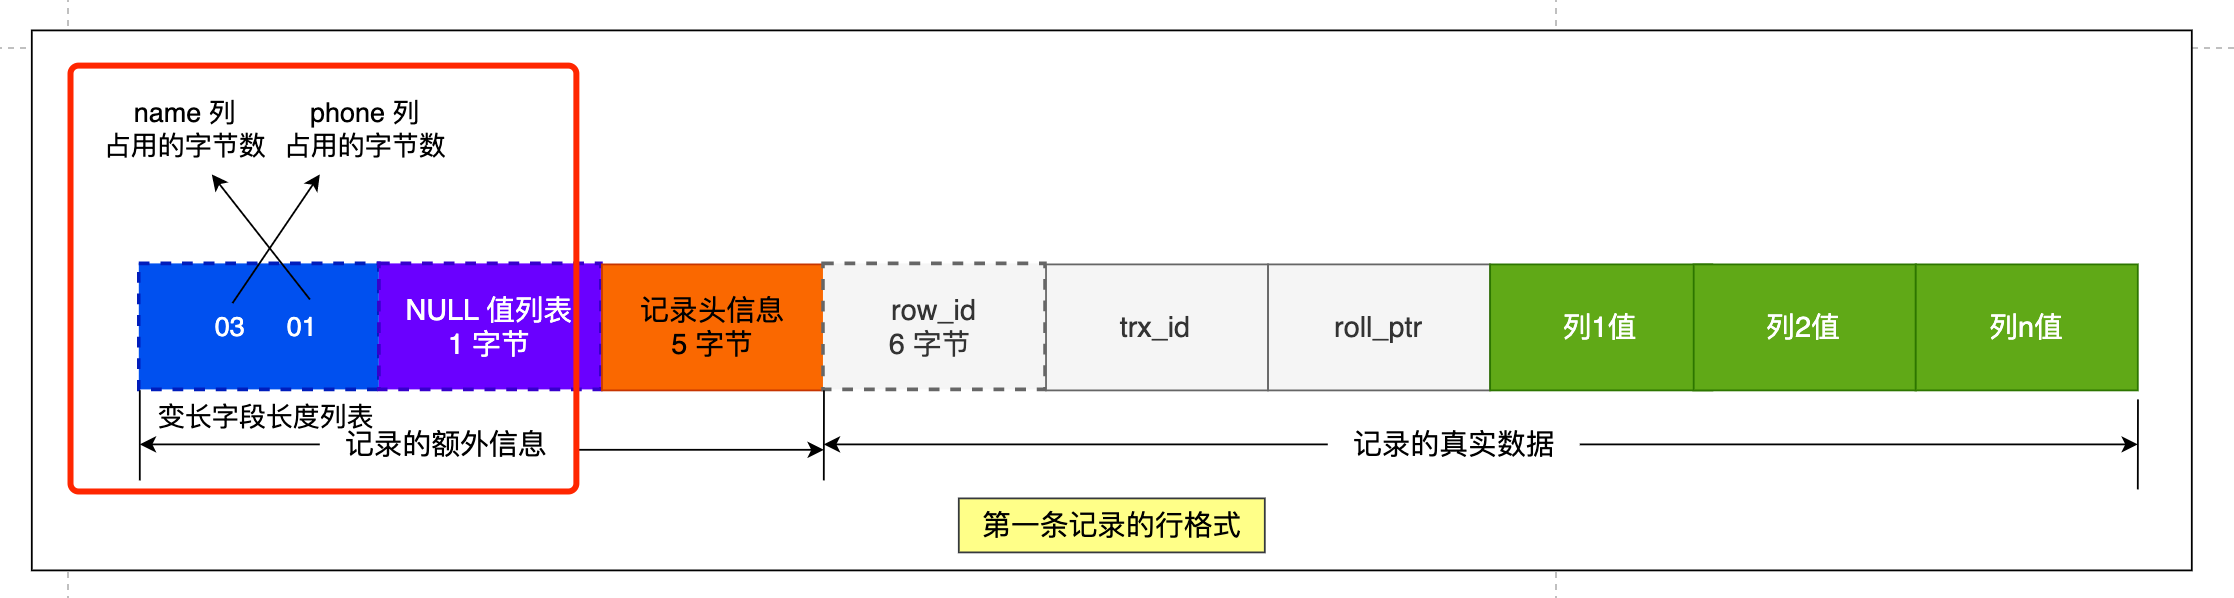 name 列
占用的字节数
phone 列
占用的字节数
03 01
NULL 值列表
1 字节
记录头信息
5 字节
row_id
6 字节
trx_id
roll_ptr
列1值
列2值
列n值
变长字段长度列表
记录的额外信息
记录的真实数据
第一条记录的行格式